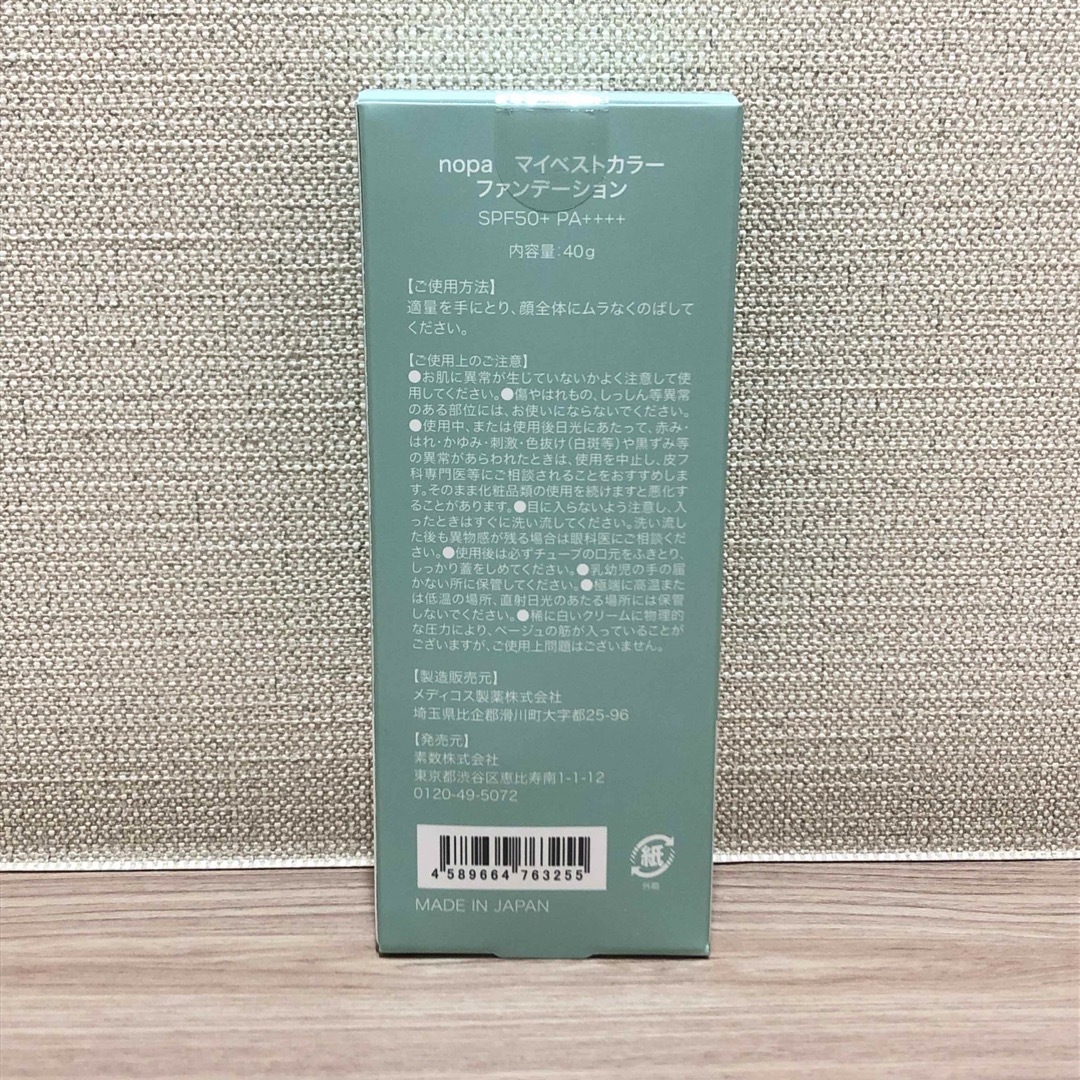 nopa マイベストカラー
ファンデーション
SPF50+ PA++++
内容量:40g
【ご使用方法】
適量を手にとり、顔全体にムラなくのばして
ください。
【ご使用上のご注意】
●お肌に異常が生じていないかよく注意して使
用してください。●傷やはれもの、しっしん等異常
のある部位には、お使いにならないでください。
●使用中、または使用後日光にあたって、赤み・
はれ・かゆみ・刺激・色抜け(白斑等)や黒ずみ等
の異常があらわれたときは、使用を中止し、皮フ
科専門医等にご相談されることをおすすめしま
す。そのまま化粧品類の使用を続けますと悪化す
ることがあります。●目に入らないよう注意し、入
ったときはすぐに洗い流してください。洗い流し
た後も異物感が残る場合は眼科医にご相談くだ
さい。●使用後は必ずチューブの口元をふきとり、
しっかり蓋をしめてください。●乳幼児の手の届
かない所に保管してください。●極端に高温また
は低温の場所、直射日光のあたる場所には保管
しないでください。●稀に白いクリームに物理的
な圧力により、ベージュの筋が入っていることが
ございますが、ご使用上問題はございません。
【製造販売元】
メディコス製薬株式会社
埼玉県比企郡滑川町大字都25-96
【発売元】
素数株式会社
東京都渋谷区恵比寿南1-1-12
0120-49-5072
4 589664 763255
紙
外箱
MADE IN JAPAN